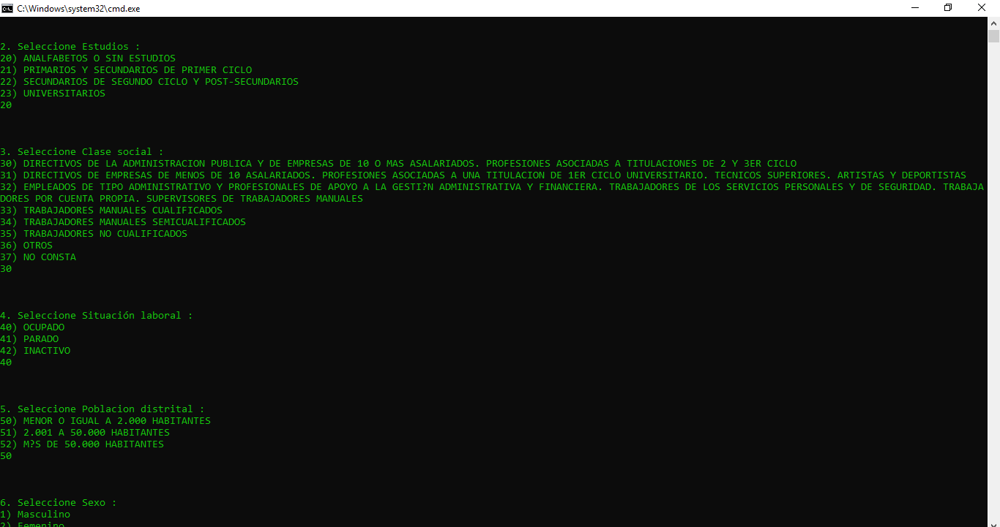 C:\Windows\system32\cmd.exe
2. Seleccione Estudios :
20) ANALFABETOS O SIN ESTUDIOS
21) PRIMARIOS Y SECUNDARIOS DE PRIMER CICLO
22) SECUNDARIOS DE SEGUNDO CICLO Y POST-SECUNDARIOS
23) UNIVERSITARIOS
20
3. Seleccione Clase social :
30) DIRECTIVOS DE LA ADMINISTRACION PUBLICA Y DE EMPRESAS DE 10 O MAS ASALARIADOS. PROFESIONES ASOCIADAS A TITULACIONES DE 2 Y 3ER CICLO
31) DIRECTIVOS DE EMPRESAS DE MENOS DE 10 ASALARIADOS. PROFESIONES ASOCIADAS A UNA TITULACION DE 1ER CICLO UNIVERSITARIO. TECNICOS SUPERIORES. ARTISTAS Y DEPORTISTAS
32) EMPLEADOS DE TIPO ADMINISTRATIVO Y PROFESIONALES DE APOYO A LA GESTI?N ADMINISTRATIVA Y FINANCIERA. TRABAJADORES DE LOS SERVICIOS PERSONALES Y DE SEGURIDAD. TRABAJA
DORES POR CUENTA PROPIA. SUPERVISORES DE TRABAJADORES MANUALES
33) TRABAJADORES MANUALES CUALIFICADOS
34) TRABAJADORES MANUALES SEMICUALIFICADOS
35) TRABAJADORES NO CUALIFICADOS
36) OTROS
37) NO CONSTA
30
4. Seleccione Situación laboral :
40) OCUPADO
41) PARADO
42) INACTIVO
40
5. Seleccione Poblacion distrital :
50) MENOR O IGUAL A 2.000 HABITANTES
51) 2.001 A 50.000 HABITANTES
52) M?S DE 50.000 HABITANTES
50
6. Seleccione Sexo :
1) Masculino
2) Femenino